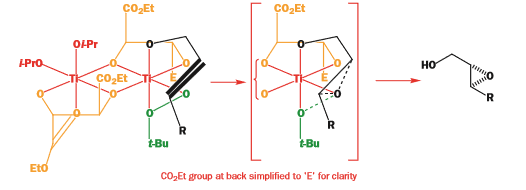 CO₂Et
CO₂Et
Oi-Pr
i-PrO
O
O
O
CO₂Et
O
E
O
Ti
Ti
O
O
O
O
O
R
EtO
t-Bu
O
O
O
E
Ti
O
O
R
t-Bu
HO
O
R
CO₂Et group at back simplified to 'E' for clarity